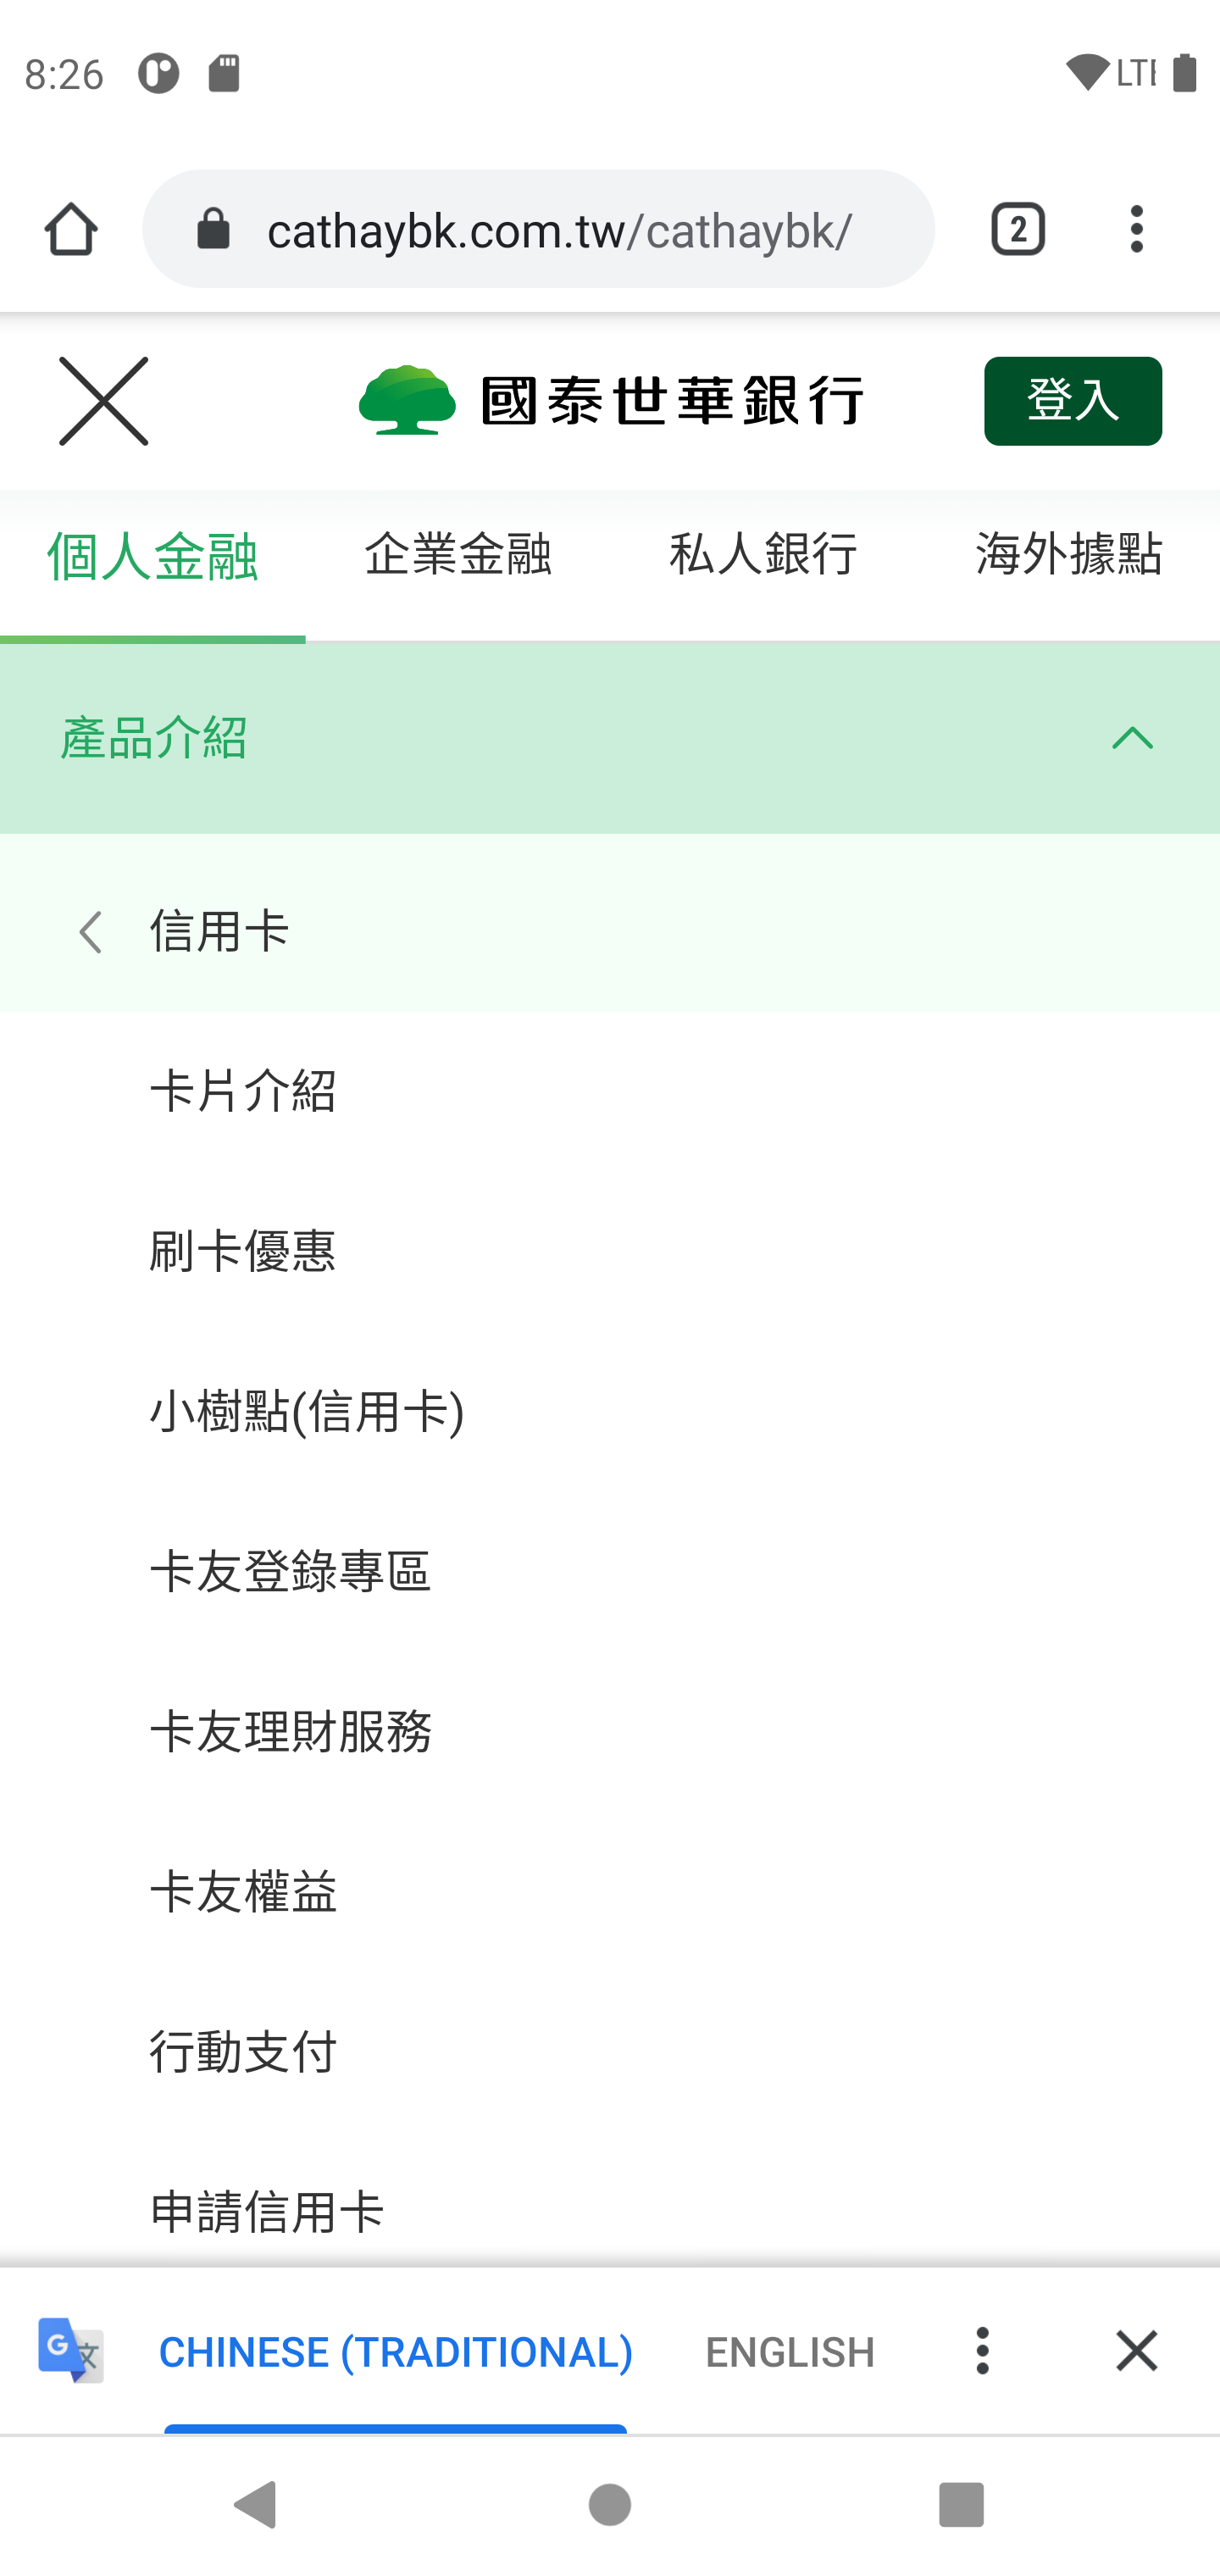 8:26
LTE
cathaybk.com.tw/cathaybk/
2
國泰世華銀行
登入
個人金融 企業金融 私人銀行 海外據點
產品介紹
信用卡
卡片介紹
刷卡優惠
小樹點(信用卡)
卡友登錄專區
卡友理財服務
卡友權益
行動支付
申請信用卡
CHINESE (TRADITIONAL) ENGLISH